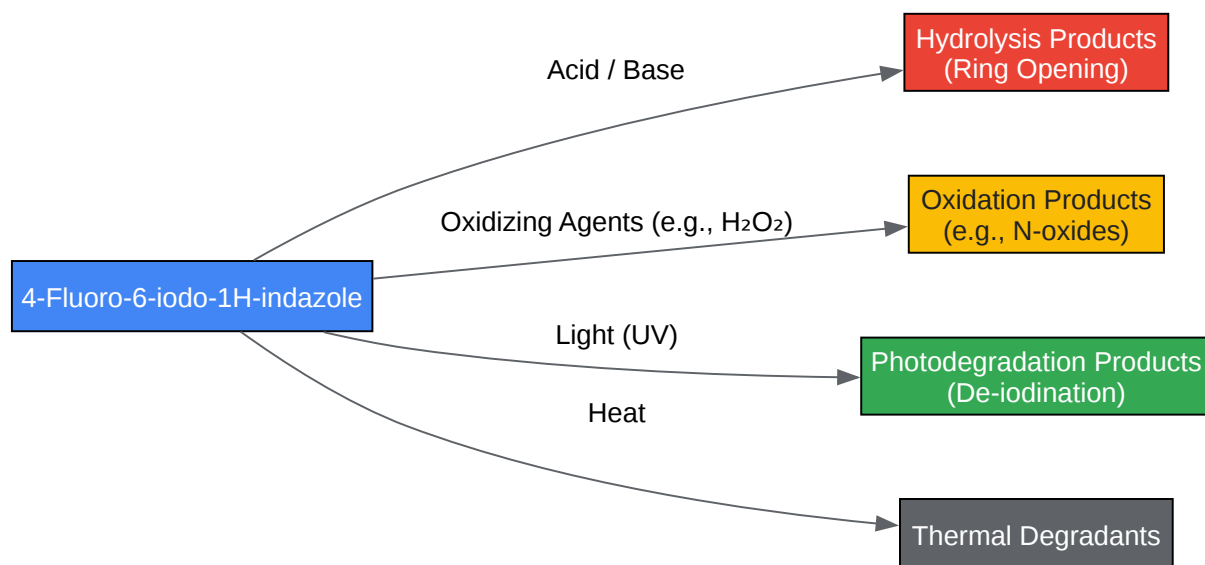 Acid / Base
Hydrolysis Products
(Ring Opening)
Oxidizing Agents (e.g., H₂O₂)
Oxidation Products
(e.g., N-oxides)
4-Fluoro-6-iodo-1H-indazole
Light (UV)
Photodegradation Products
(De-iodination)
Heat
Thermal Degradants